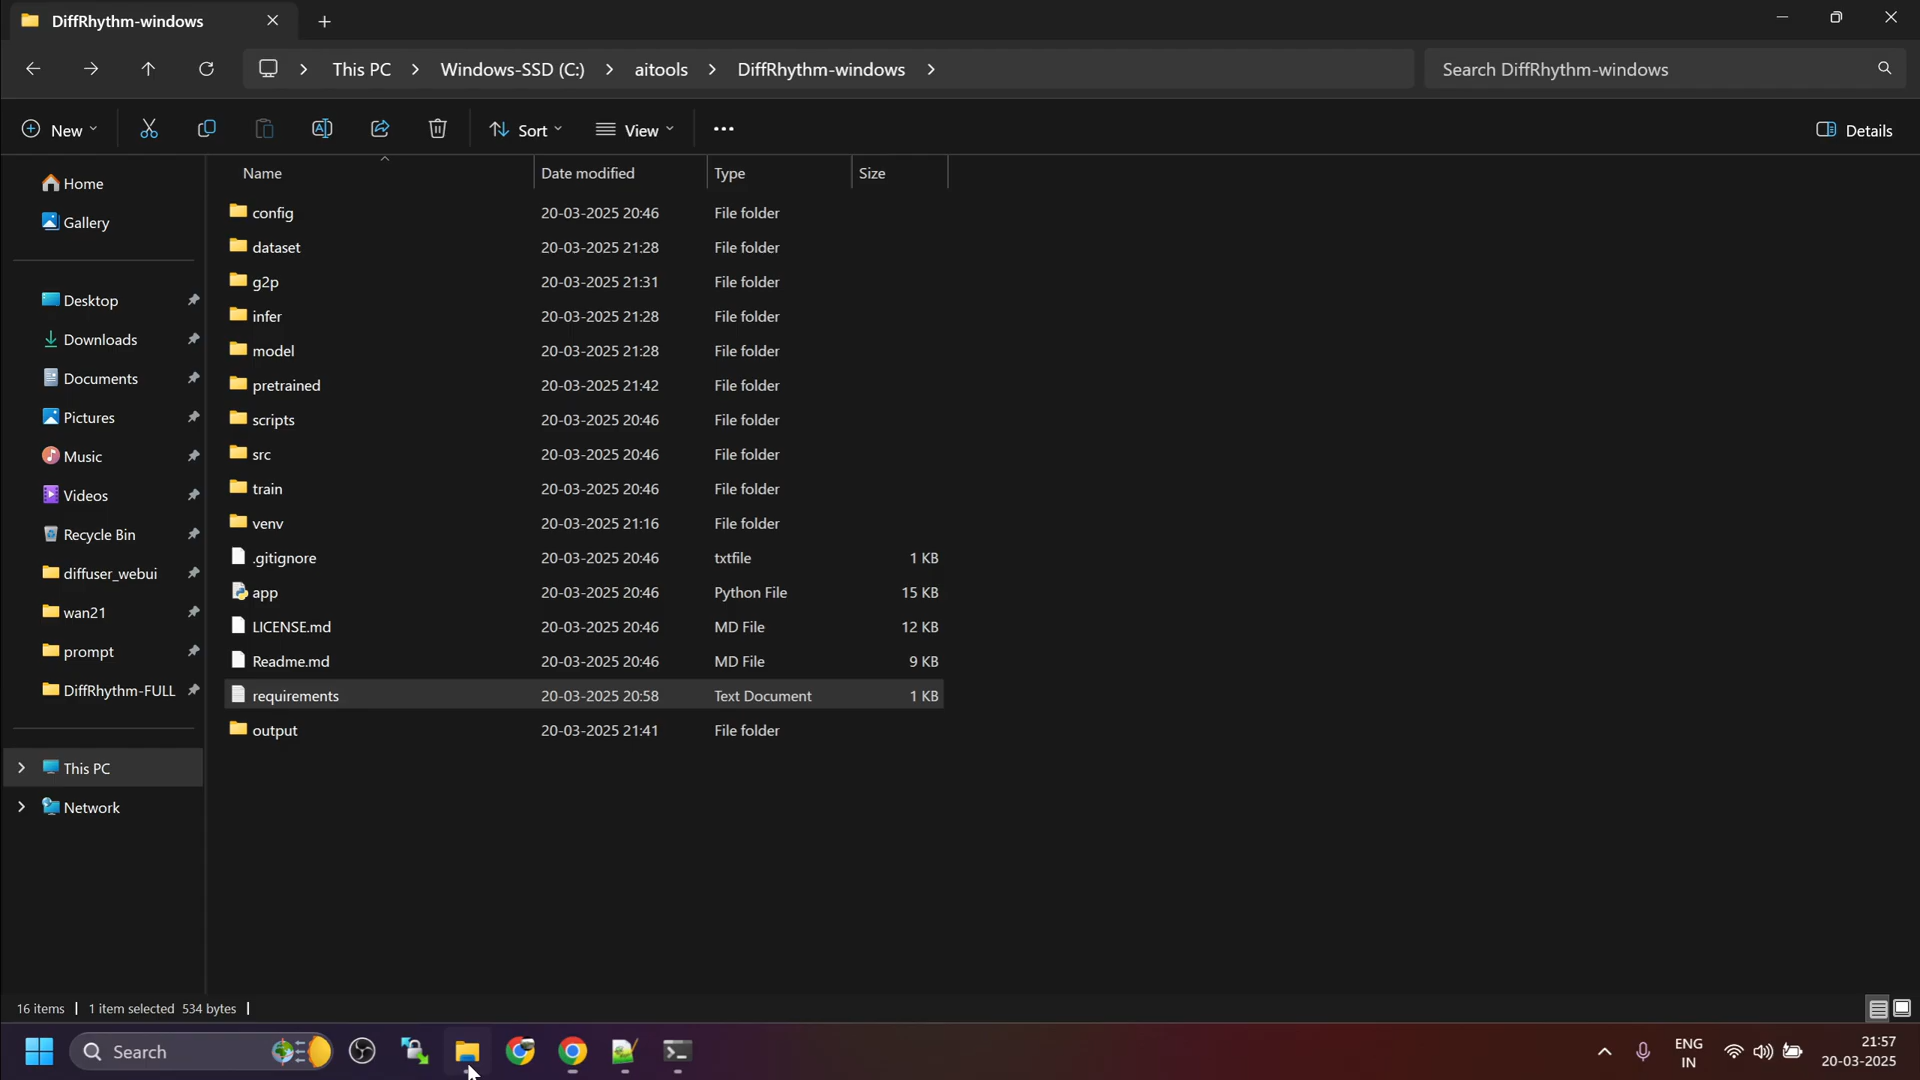 DiffRhythm-windows
This PC Windows-SSD (C:) aitools DiffRhythm-windows
Search DiffRhythm-windows
New Sort View Details
Name Date modified Type Size
Home
Gallery
Desktop
Downloads
Documents
Pictures
Music
Videos
Recycle Bin
diffuser_webui
wan21
prompt
DiffRhythm-FULL
This PC
Network
config 20-03-2025 20:46 File folder
dataset 20-03-2025 21:28 File folder
g2p 20-03-2025 21:31 File folder
infer 20-03-2025 21:28 File folder
model 20-03-2025 21:28 File folder
pretrained 20-03-2025 21:42 File folder
scripts 20-03-2025 20:46 File folder
src 20-03-2025 20:46 File folder
train 20-03-2025 20:46 File folder
venv 20-03-2025 21:16 File folder
.gitignore 20-03-2025 20:46 txtfile 1 KB
app 20-03-2025 20:46 Python File 15 KB
LICENSE.md 20-03-2025 20:46 MD File 12 KB
Readme.md 20-03-2025 20:46 MD File 9 KB
requirements 20-03-2025 20:58 Text Document 1 KB
output 20-03-2025 21:41 File folder
16 items 1 item selected 534 bytes
Search
ENG
IN
21:57
20-03-2025